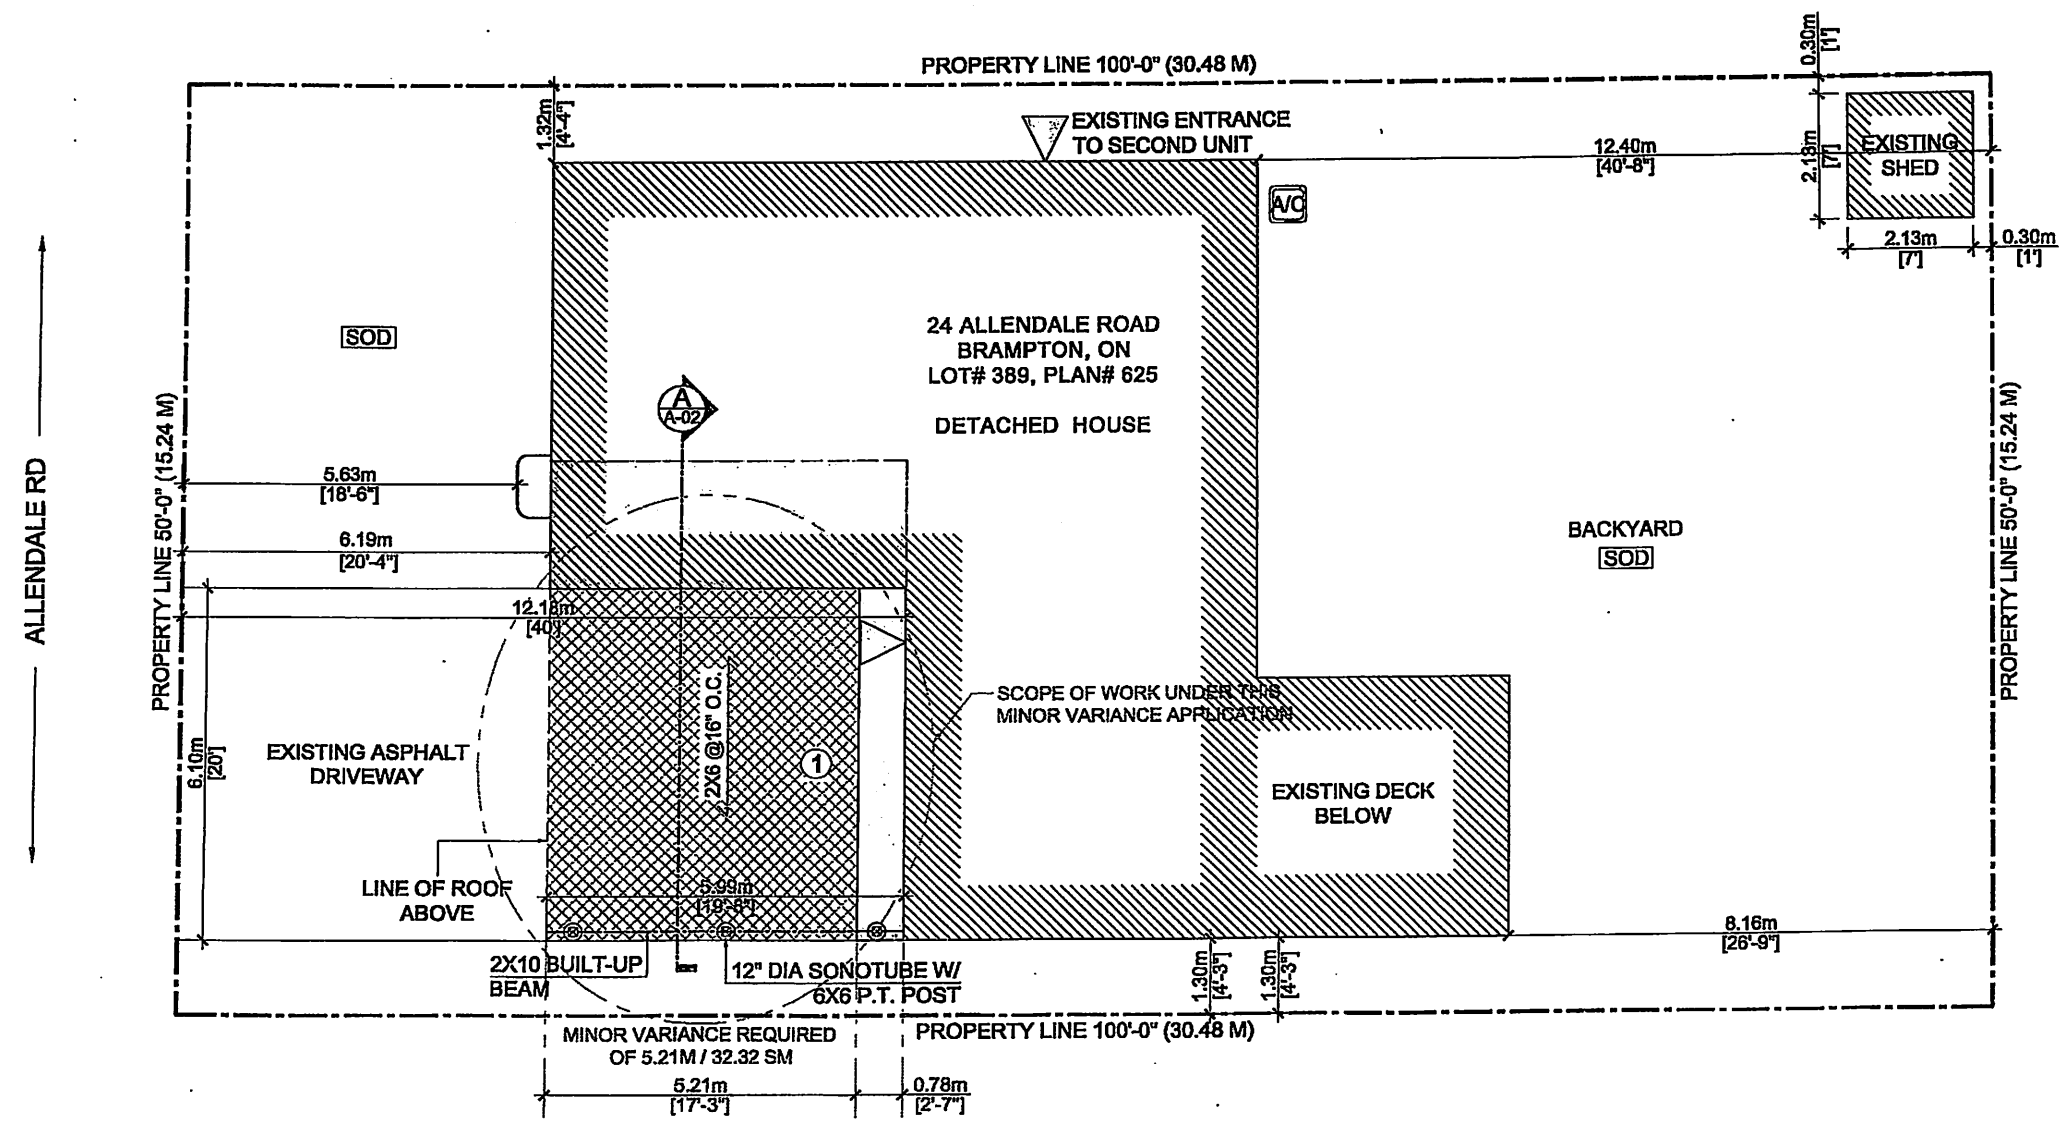 PROPERTY LINE 100'-0" (30.48 M)
0.30m
[1']
1.32m
[4'-4"]
EXISTING ENTRANCE
TO SECOND UNIT
12.40m
[40'-8"]
2.13m
[7']
EXISTING
SHED
A/C
2.13m
[7']
0.30m
[1']
SOD
24 ALLENDALE ROAD
BRAMPTON, ON
LOT# 389, PLAN# 625
DETACHED HOUSE
A
A-02
ALLENDALE RD
PROPERTY LINE 50'-0" (15.24 M)
5.63m
[18'-6"]
6.19m
[20'-4"]
12.18m
[40']
BACKYARD
SOD
PROPERTY LINE 50'-0" (15.24 M)
2X6 @16" O.C.
1
SCOPE OF WORK UNDER THIS
MINOR VARIANCE APPLICATION
6.10m
[20']
EXISTING ASPHALT
DRIVEWAY
EXISTING DECK
BELOW
LINE OF ROOF
ABOVE
5.99m
[19'-8"]
8.16m
[26'-9"]
2X10 BUILT-UP
BEAM
12" DIA SONOTUBE W/
6X6 P.T. POST
1.30m
[4'-3"]
1.30m
[4'-3"]
MINOR VARIANCE REQUIRED
OF 5.21M / 32.32 SM
PROPERTY LINE 100'-0" (30.48 M)
5.21m
[17'-3"]
0.78m
[2'-7"]